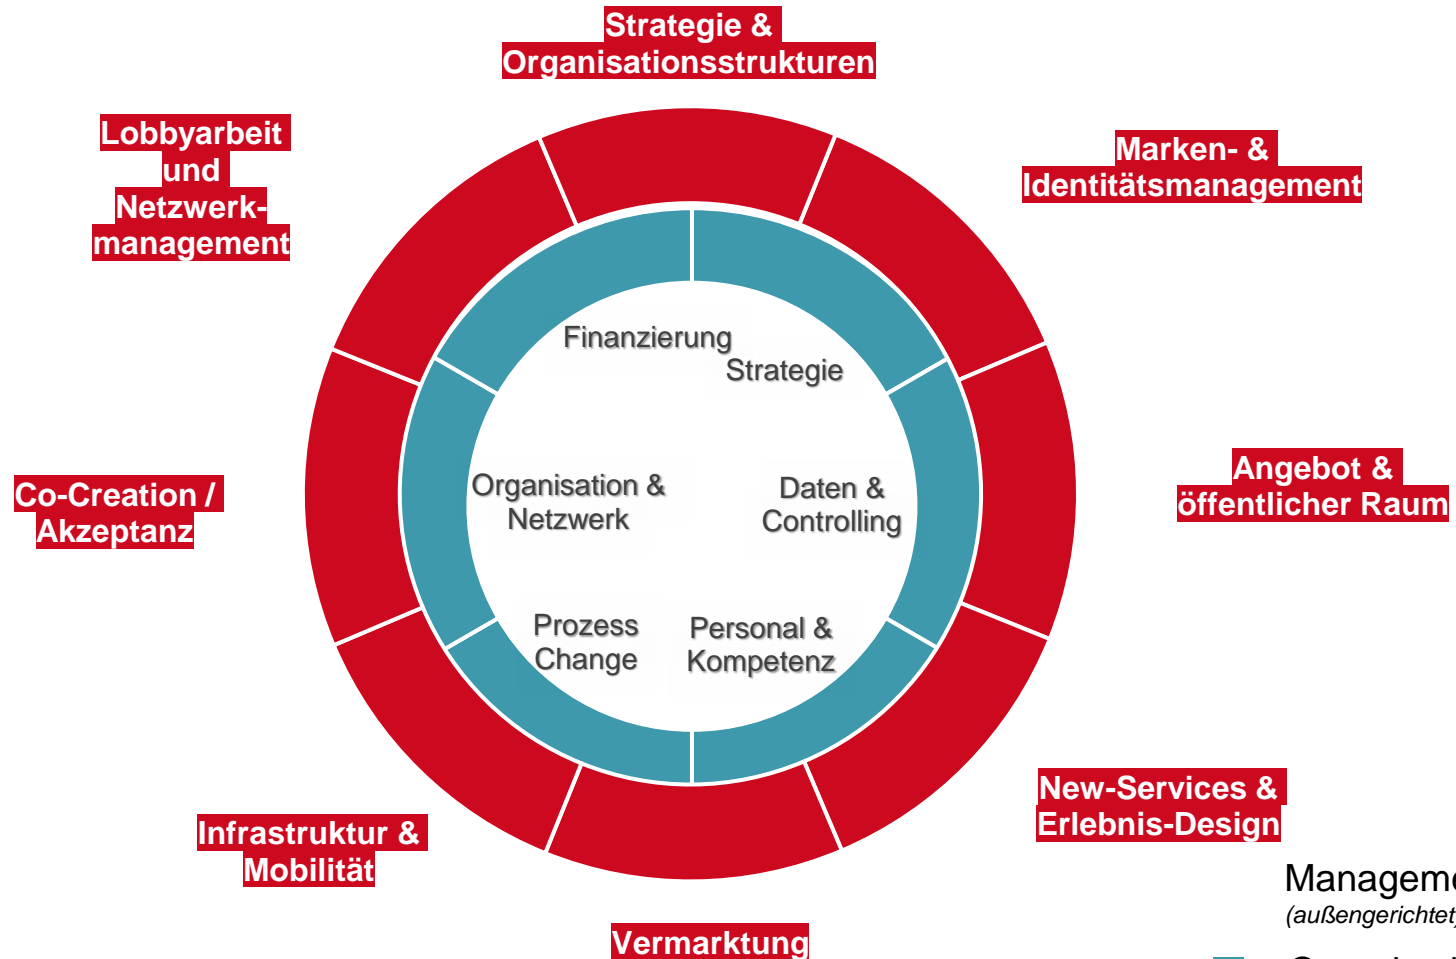 Strategie &
Organisationsstrukturen
Lobbyarbeit
und
Netzwerk-
management
Marken- &
Identitätsmanagement
Finanzierung
Strategie
Organisation &
Netzwerk
Daten &
Controlling
Co-Creation /
Akzeptanz
Angebot &
öffentlicher Raum
Prozess
Change
Personal &
Kompetenz
Infrastruktur &
Mobilität
New-Services &
Erlebnis-Design
Vermarktung
(außengerichtet